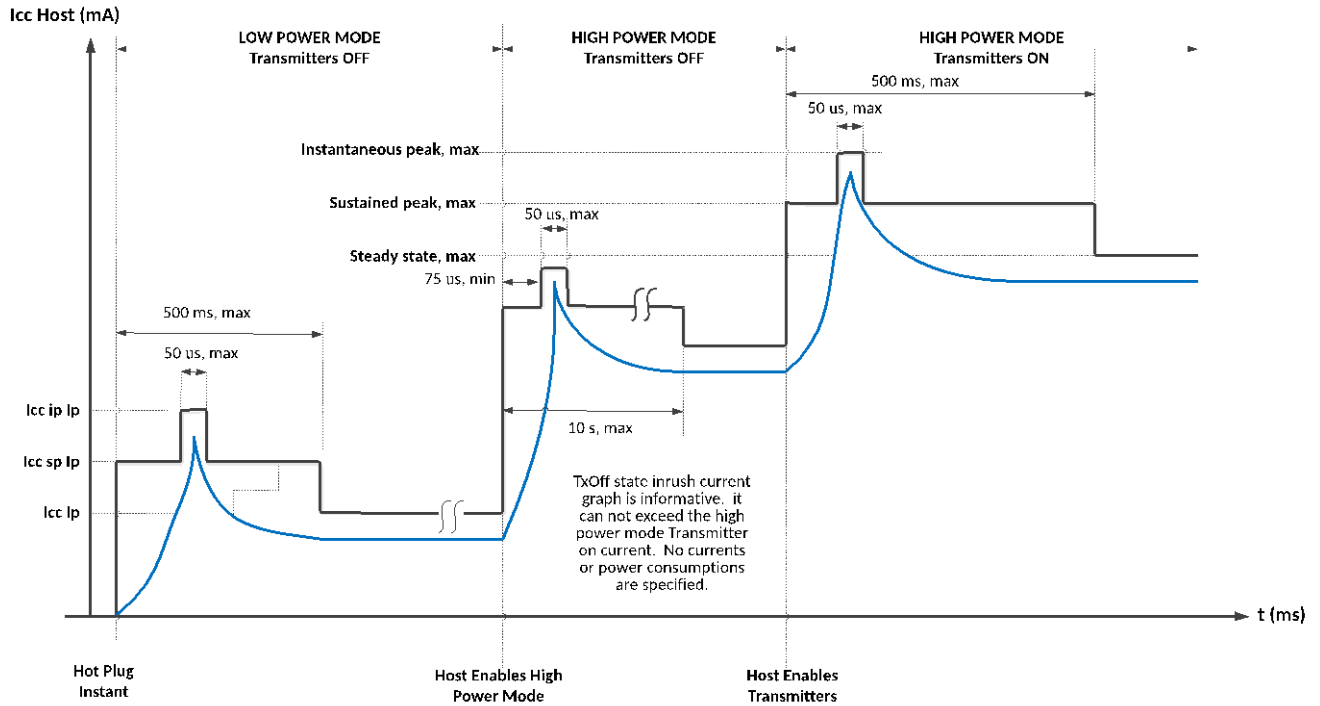 Icc Host (mA)
LOW POWER MODE
Transmitters OFF
HIGH POWER MODE
Transmitters OFF
HIGH POWER MODE
Transmitters ON
500 ms, max
50 us, max
Instantaneous peak, max
Sustained peak, max
50 us, max
Steady state, max
75 us, min
500 ms, max
50 us, max
Icc ip lp
10 s, max
Icc sp lp
Icc lp
TxOff state inrush current
graph is informative. it
can not exceed the high
power mode Transmitter
on current. No currents
or power consumptions
are specified.
t (ms)
Hot Plug
Instant
Host Enables High
Power Mode
Host Enables
Transmitters